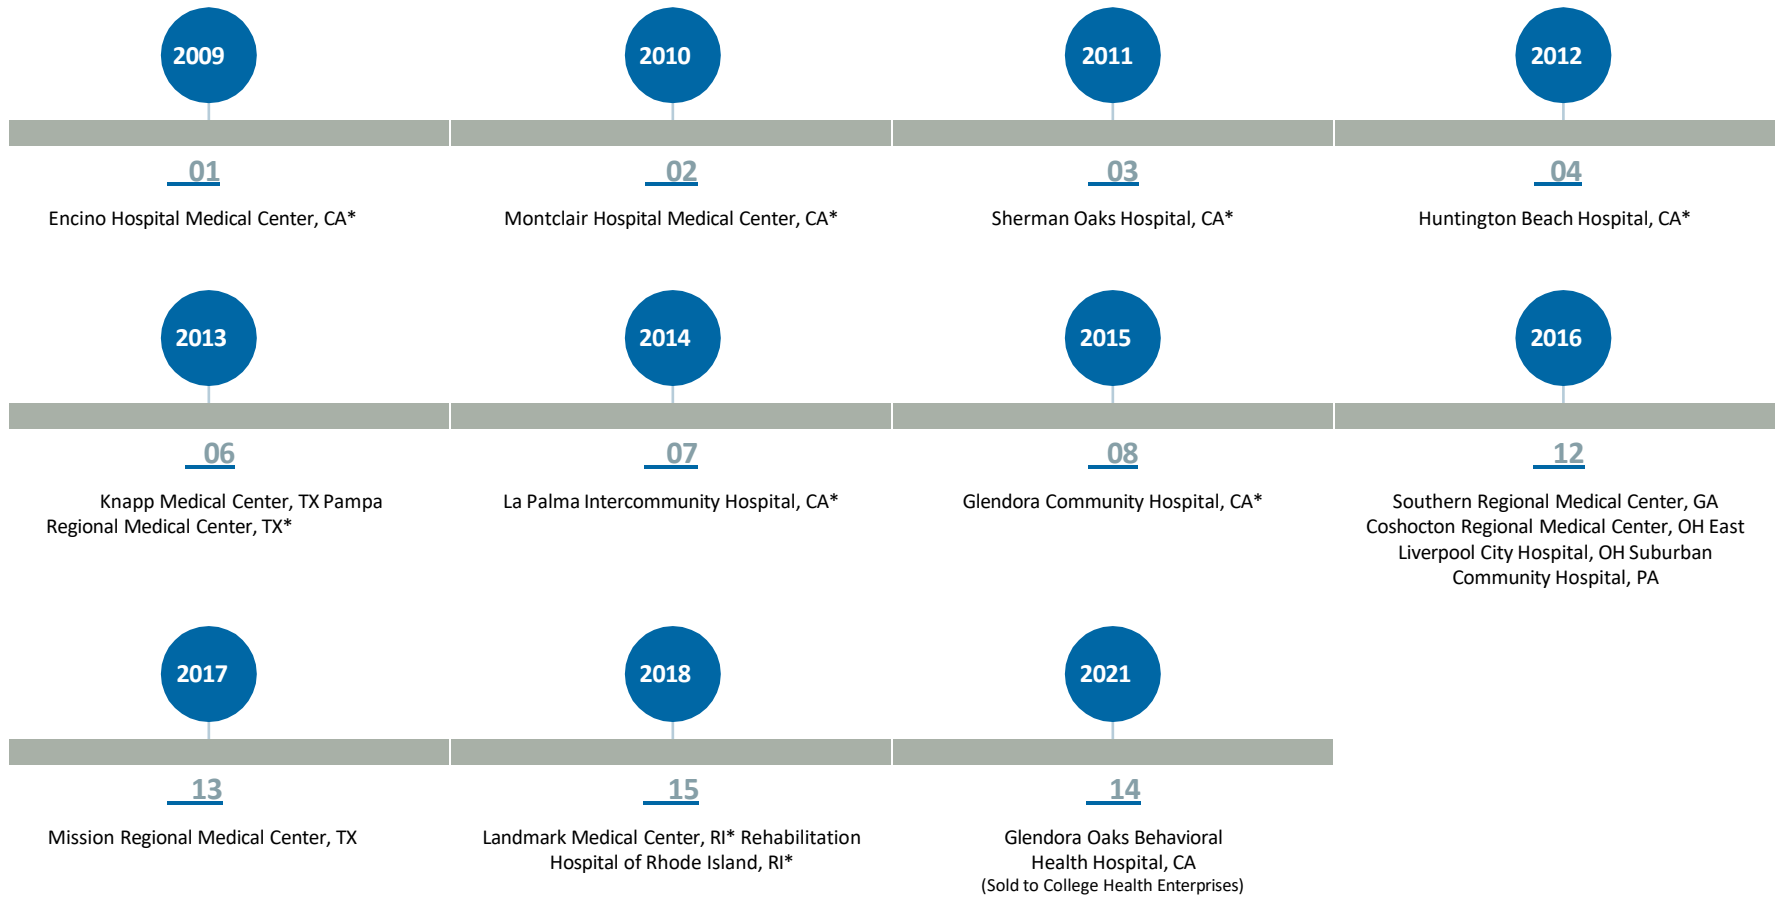 2009
2010
2011
2012
01
02
03
04
Encino Hospital Medical Center, CA*
Montclair Hospital Medical Center, CA*
Sherman Oaks Hospital, CA*
Huntington Beach Hospital, CA*
2013
2014
2015
2016
06
07
08
12
Knapp Medical Center, TX Pampa
Regional Medical Center, TX*
La Palma Intercommunity Hospital, CA*
Glendora Community Hospital, CA*
Southern Regional Medical Center, GA
Coshocton Regional Medical Center, OH East
Liverpool City Hospital, OH Suburban
Community Hospital, PA
2017
2018
2021
13
15
14
Mission Regional Medical Center, TX
Landmark Medical Center, RI* Rehabilitation
Hospital of Rhode Island, RI*
Glendora Oaks Behavioral
Health Hospital, CA
(Sold to College Health Enterprises)